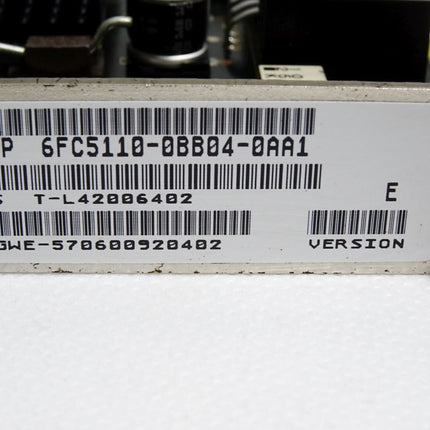 P 6FC5110-0BB04-0AA1
S T-L42006402
E
GWE-570600920402
VERSION